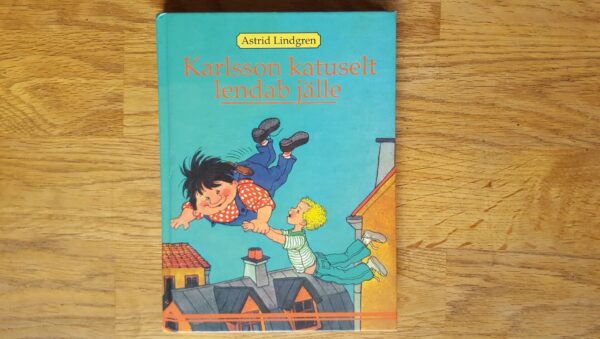 Astrid Lindgren
Karlsson katuselt
lendab jälle